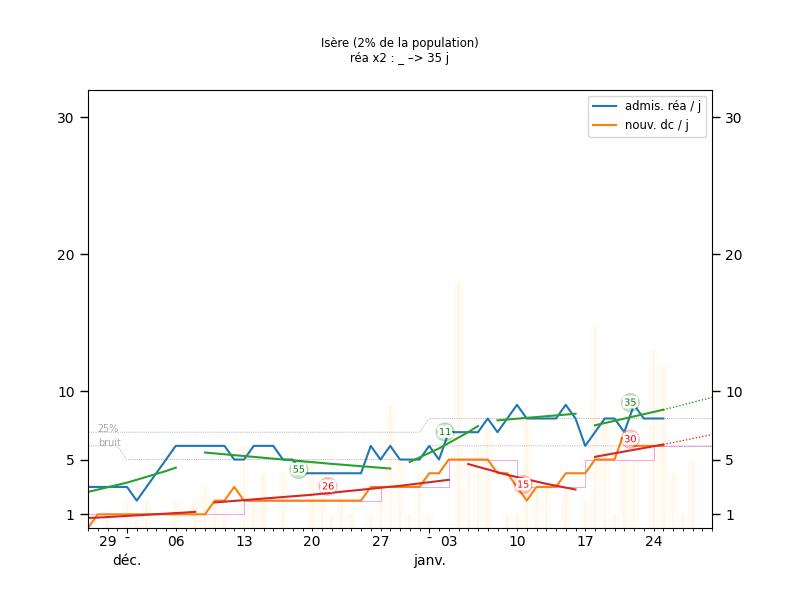 Isère (2% de la population)
réa x2 : _ –> 35 j
admis. réa / j
nouv. dc / j
30
30
20
20
10
10
5
5
1
1
25%
bruit
55
26
11
15
35
30
29 - 06 13 20 27 - 03 10 17 24
déc. janv.